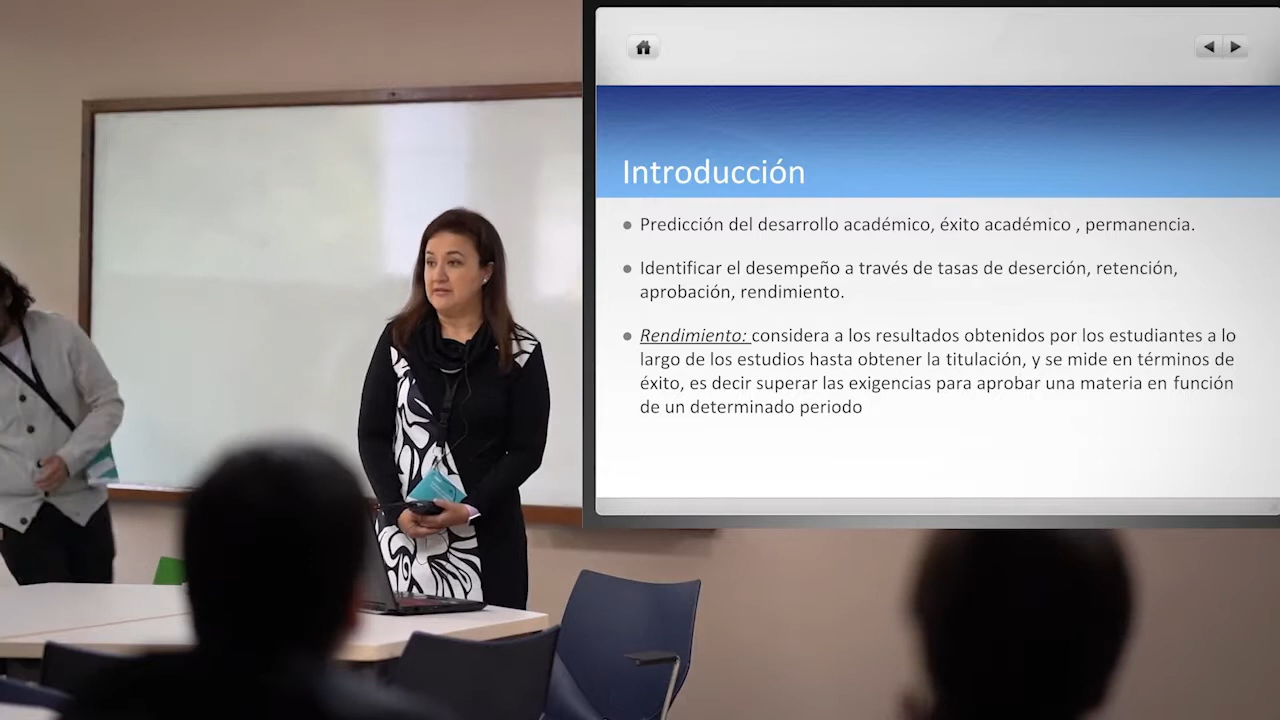 Introducción
Predicción del desarrollo académico, éxito académico , permanencia.
Identificar el desempeño a través de tasas de deserción, retención,
aprobación, rendimiento.
Rendimiento: considera a los resultados obtenidos por los estudiantes a lo
largo de los estudios hasta obtener la titulación, y se mide en términos de
éxito, es decir superar las exigencias para aprobar una materia en función
de un determinado periodo